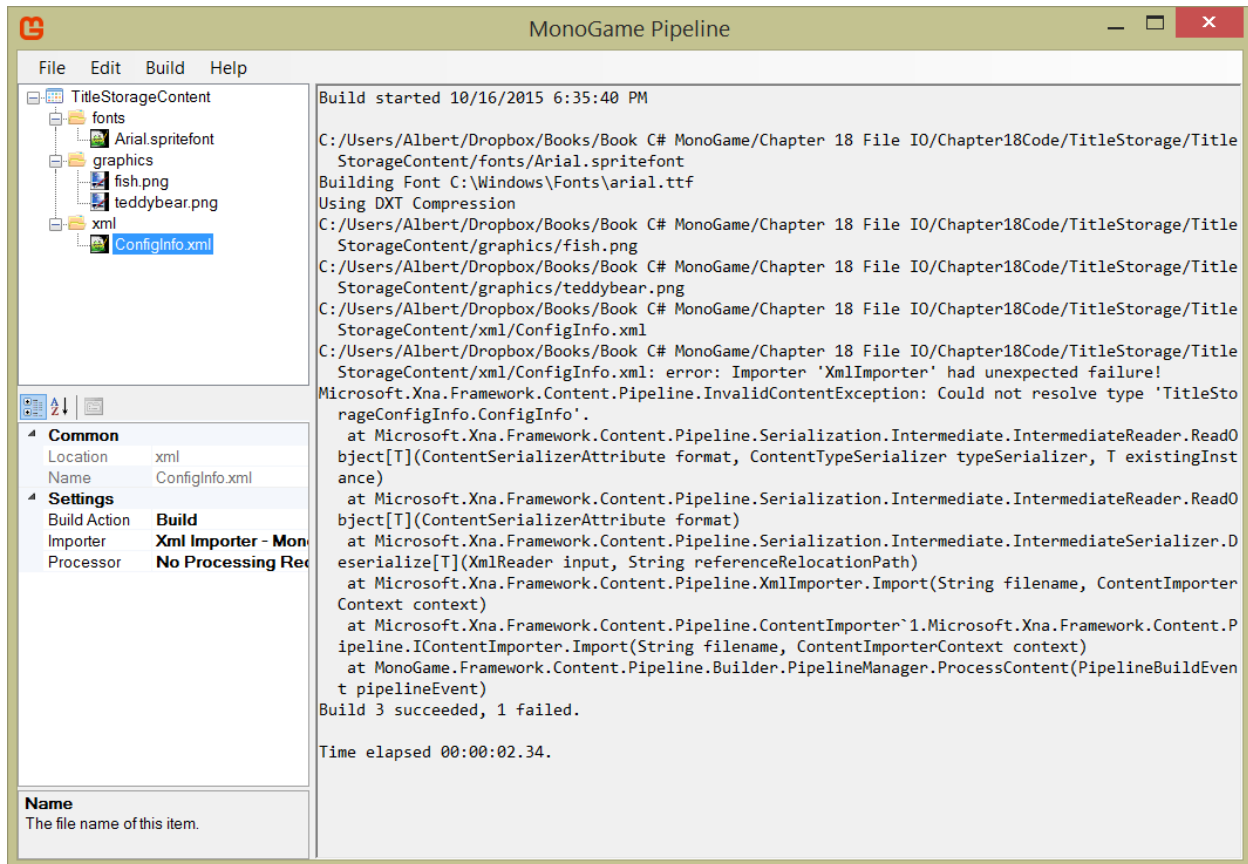 MonoGame Pipeline
File Edit Build Help
TitleStorageContent
fonts
Arial.spritefont
graphics
fish.png
teddybear.png
xml
ConfigInfo.xml
Common
Location xml
Name ConfigInfo.xml
Settings
Build Action Build
Importer Xml Importer - Mon
Processor No Processing Rec
Name
The file name of this item.
Build started 10/16/2015 6:35:40 PM
C:/Users/Albert/Dropbox/Books/Book C# MonoGame/Chapter 18 File IO/Chapter18Code/TitleStorage/Title
StorageContent/fonts/Arial.spritefont
Building Font C:\Windows\Fonts\arial.ttf
Using DXT Compression
C:/Users/Albert/Dropbox/Books/Book C# MonoGame/Chapter 18 File IO/Chapter18Code/TitleStorage/Title
StorageContent/graphics/fish.png
C:/Users/Albert/Dropbox/Books/Book C# MonoGame/Chapter 18 File IO/Chapter18Code/TitleStorage/Title
StorageContent/graphics/teddybear.png
C:/Users/Albert/Dropbox/Books/Book C# MonoGame/Chapter 18 File IO/Chapter18Code/TitleStorage/Title
StorageContent/xml/ConfigInfo.xml
C:/Users/Albert/Dropbox/Books/Book C# MonoGame/Chapter 18 File IO/Chapter18Code/TitleStorage/Title
StorageContent/xml/ConfigInfo.xml: error: Importer 'XmlImporter' had unexpected failure!
Microsoft.Xna.Framework.Content.Pipeline.InvalidContentException: Could not resolve type 'TitleSto
rageConfigInfo.ConfigInfo'.
at Microsoft.Xna.Framework.Content.Pipeline.Serialization.Intermediate.IntermediateReader.ReadO
bject[T](ContentSerializerAttribute format, ContentTypeSerializer typeSerializer, T existingInst
ance)
at Microsoft.Xna.Framework.Content.Pipeline.Serialization.Intermediate.IntermediateReader.ReadO
bject[T](ContentSerializerAttribute format)
at Microsoft.Xna.Framework.Content.Pipeline.Serialization.Intermediate.IntermediateSerializer.D
eserialize[T](XmlReader input, String referenceRelocationPath)
at Microsoft.Xna.Framework.Content.Pipeline.XmlImporter.Import(String filename, ContentImporter
Context context)
at Microsoft.Xna.Framework.Content.Pipeline.ContentImporter`1.Microsoft.Xna.Framework.Content.P
ipeline.IContentImporter.Import(String filename, ContentImporterContext context)
at MonoGame.Framework.Content.Pipeline.Builder.PipelineManager.ProcessContent(PipelineBuildEven
t pipelineEvent)
Build 3 succeeded, 1 failed.
Time elapsed 00:00:02.34.